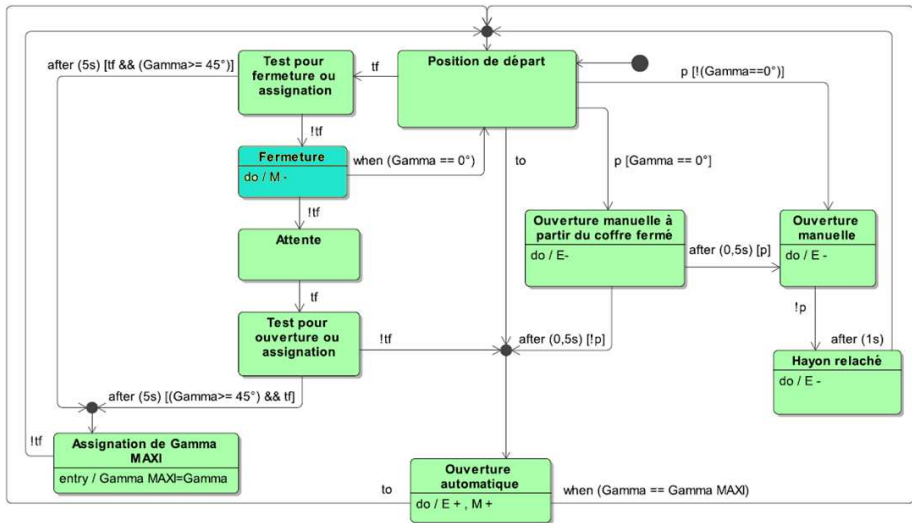 after (5s) [tf && (Gamma>= 45°)]
Test pour
fermeture ou
assignation
tf
Position de départ
p [!(Gamma==0°)]
!tf
Fermeture
do / M -
when (Gamma == 0°)
to
p [Gamma == 0°]
!tf
Attente
Ouverture manuelle à
partir du coffre fermé
do / E-
after (0,5s) [p]
Ouverture
manuelle
do / E -
tf
Test pour
ouverture ou
assignation
!tf
after (0,5s) [!p]
!p
after (1s)
Hayon relaché
do / E -
after (5s) [(Gamma>= 45°) && tf]
!tf
Assignation de Gamma
MAXI
entry / Gamma MAXI=Gamma
to
Ouverture
automatique
do / E + , M +
when (Gamma == Gamma MAXI)